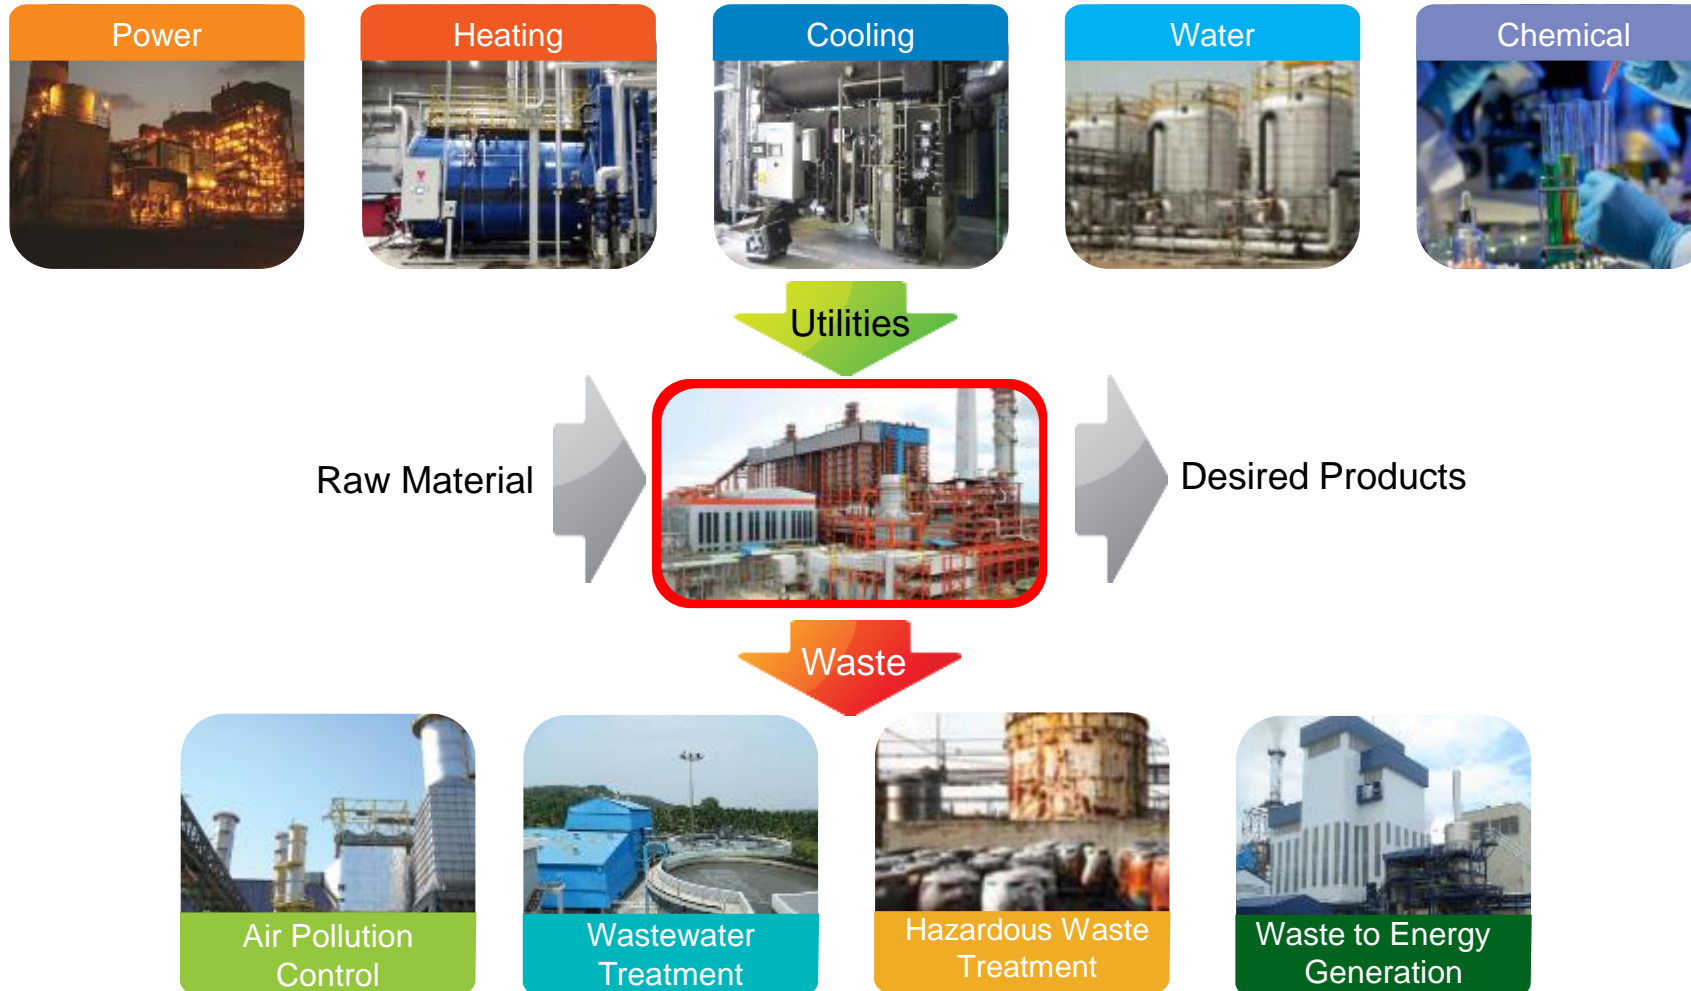 Power
Heating
Cooling
Water
Chemical
Utilities
Raw Material
Desired Products
Waste
Air Pollution
Control
Wastewater
Treatment
Hazardous Waste
Treatment
Waste to Energy
Generation